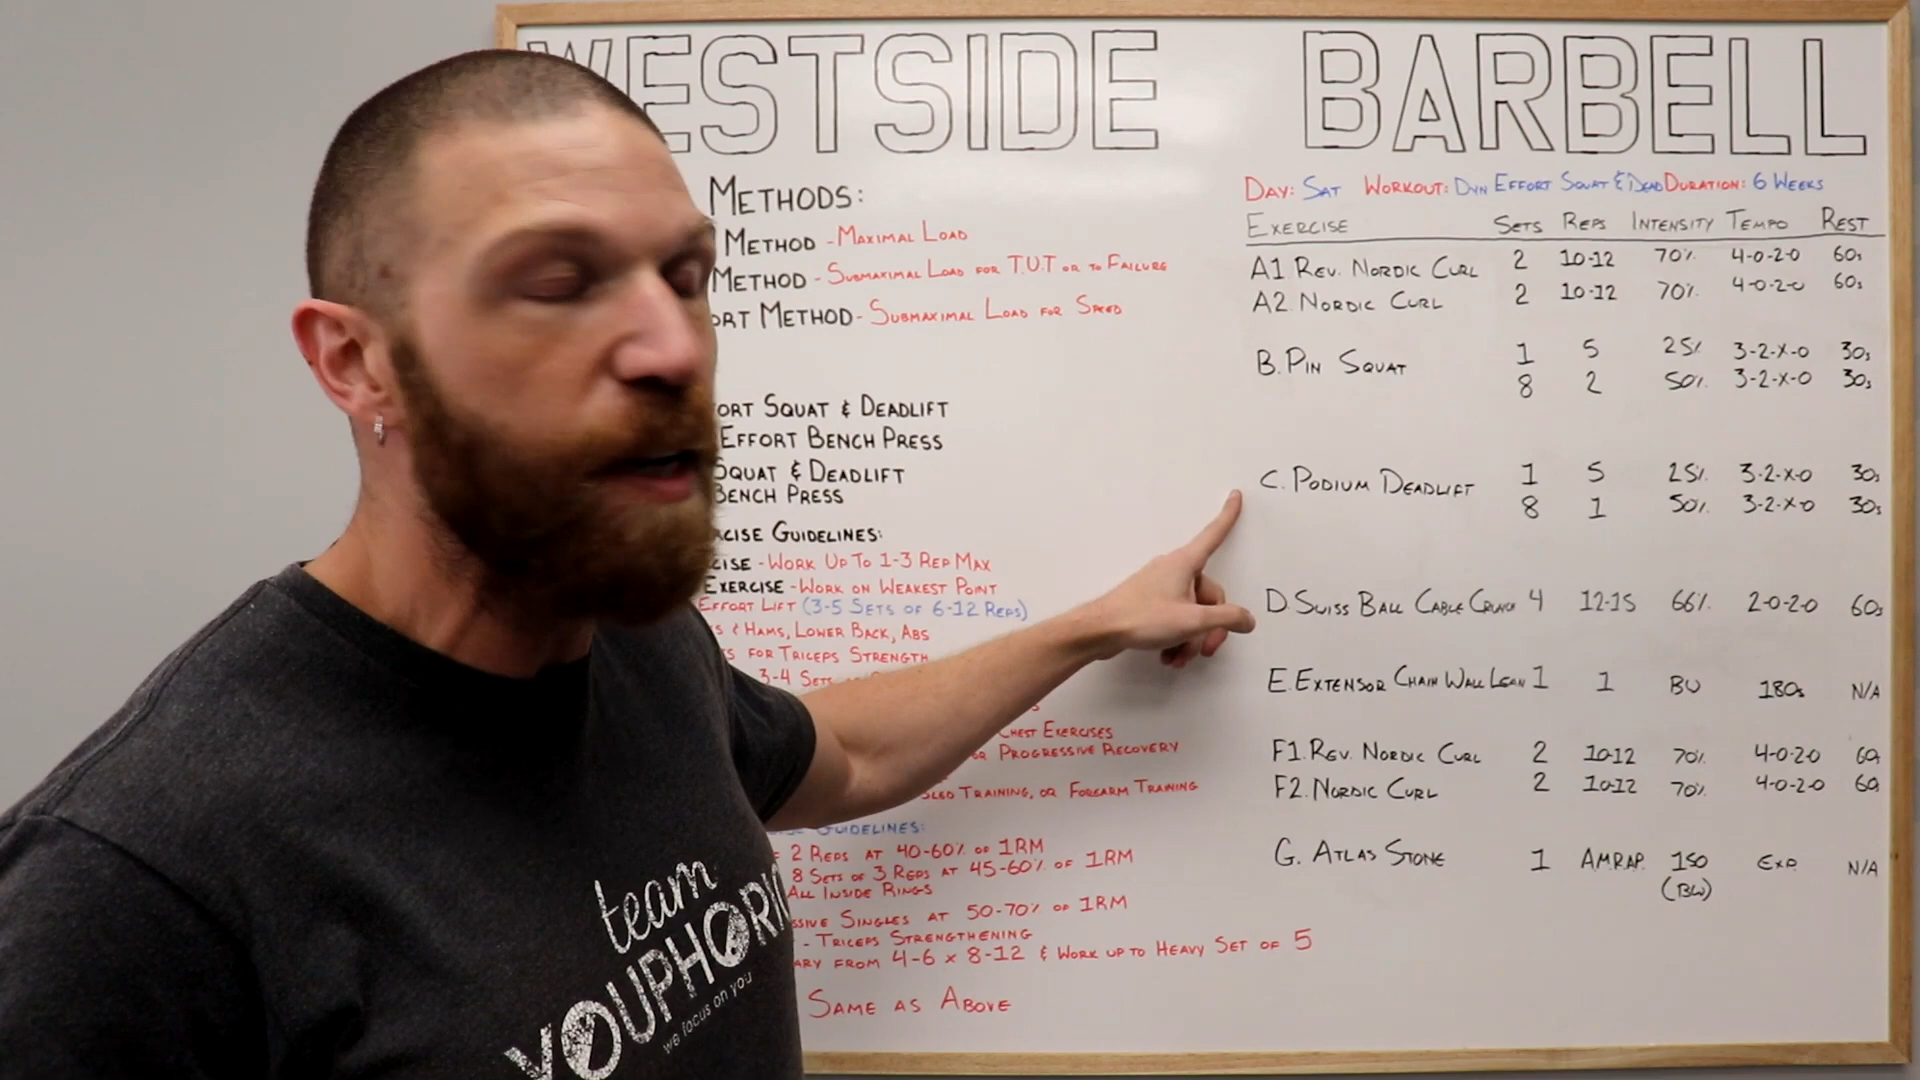 WESTSIDE BARBELL
METHODS:
METHOD - MAXIMAL LOAD
METHOD - SUBMAXIMAL LOAD FOR T.U.T OR TO FAILURE
ORT METHOD - SUBMAXIMAL LOAD FOR SPEED
ORT SQUAT & DEADLIFT
EFFORT BENCH PRESS
SQUAT & DEADLIFT
BENCH PRESS
CISE GUIDELINES:
CISE - WORK UP TO 1-3 REP MAX
EXERCISE - WORK ON WEAKEST POINT
EFFORT LIFT (3-5 SETS OF 6-12 REPS)
S & HAMS, LOWER BACK, ABS
S FOR TRICEPS STRENGTH
3-4 SETS
CHEST EXERCISES
OR PROGRESSIVE RECOVERY
SLED TRAINING, OR FOREARM TRAINING
GUIDELINES:
2 REPS AT 40-60% OF 1RM
8 SETS OF 3 REPS AT 45-60% OF 1RM
ALL INSIDE RINGS
SSIVE SINGLES AT 50-70% OF 1RM
- TRICEPS STRENGTHENING
ARY FROM 4-6 X 8-12 & WORK UP TO HEAVY SET OF 5
SAME AS ABOVE
DAY: SAT WORKOUT: DYN EFFORT SQUAT & DEAD DURATION: 6 WEEKS
EXERCISE SETS REPS INTENSITY TEMPO REST
A1 REV. NORDIC CURL 2 10-12 70% 4-0-2-0 60s
A2. NORDIC CURL 2 10-12 70% 4-0-2-0 60s
B. PIN SQUAT 1 5 25% 3-2-X-0 30s
8 2 50% 3-2-X-0 30s
C. PODIUM DEADLIFT 1 5 25% 3-2-X-0 30s
8 1 50% 3-2-X-0 30s
D. SWISS BALL CABLE CRUNCH 4 12-15 66% 2-0-2-0 60s
E. EXTENSOR CHAIN WALL LEAN 1 1 BW 180s N/A
F1. REV. NORDIC CURL 2 10-12 70% 4-0-2-0 60
F2. NORDIC CURL 2 10-12 70% 4-0-2-0 60
G. ATLAS STONE 1 AMRAP 150 EXP. N/A
(BW)
team
YOUPHORIC
we focus on you